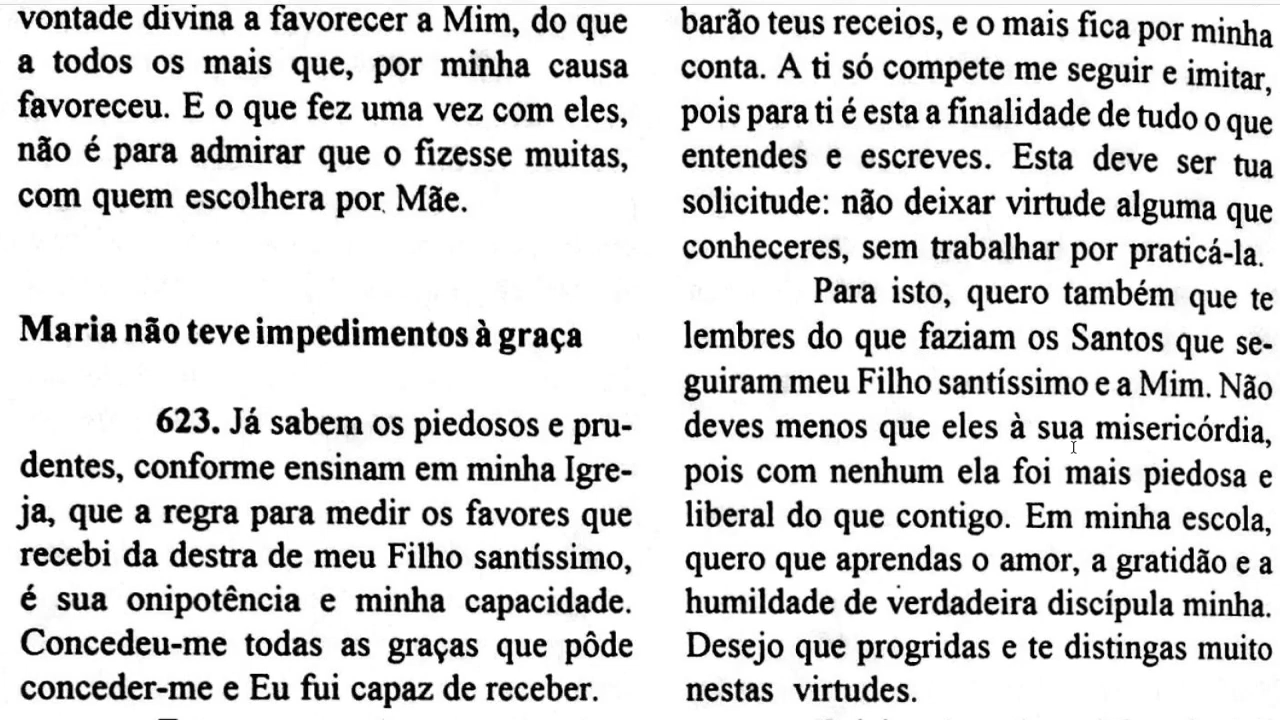 vontade divina a favorecer a Mim, do que
a todos os mais que, por minha causa
favoreceu. E o que fez uma vez com eles,
não é para admirar que o fizesse muitas,
com quem escolhera por Mãe.
Maria não teve impedimentos à graça
623. Já sabem os piedosos e pru-
dentes, conforme ensinam em minha Igre-
ja, que a regra para medir os favores que
recebi da destra de meu Filho santíssimo,
é sua onipotência e minha capacidade.
Concedeu-me todas as graças que pôde
conceder-me e Eu fui capaz de receber.
barão teus receios, e o mais fica por minha
conta. A ti só compete me seguir e imitar,
pois para ti é esta a finalidade de tudo o que
entendes e escreves. Esta deve ser tua
solicitude: não deixar virtude alguma que
conheceres, sem trabalhar por praticá-la.
Para isto, quero também que te
lembres do que faziam os Santos que se-
guiram meu Filho santíssimo e a Mim. Não
deves menos que eles à sua misericórdia,
pois com nenhum ela foi mais piedosa e
liberal do que contigo. Em minha escola,
quero que aprendas o amor, a gratidão e a
humildade de verdadeira discípula minha.
Desejo que progridas e te distingas muito
nestas virtudes.